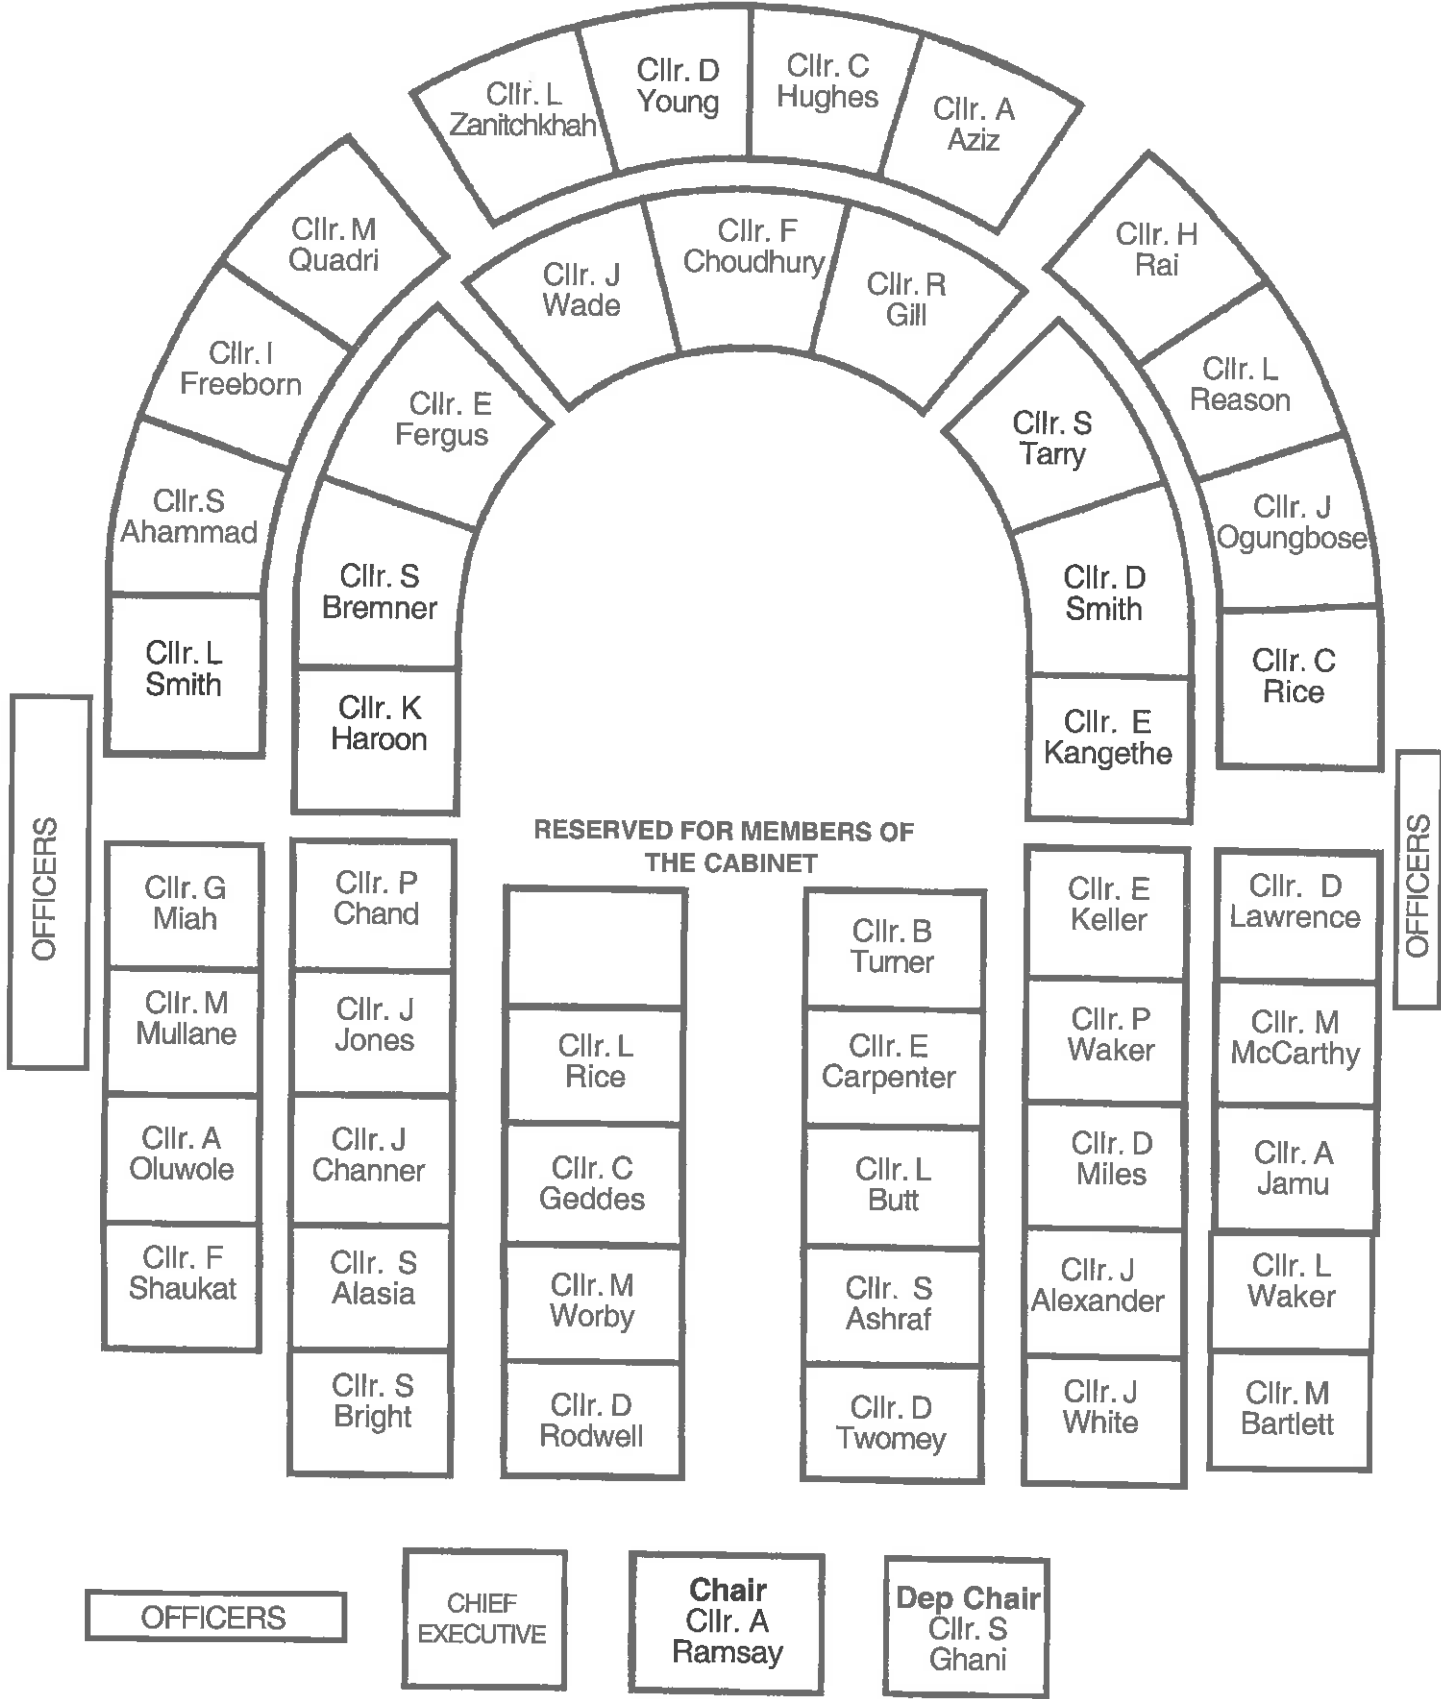 Cllr. L
Zanitchkhah
Cllr. D
Young
Cllr. C
Hughes
Cllr. A
Aziz
Cllr. M
Quadri
Cllr. I
Freeborn
Cllr.S
Ahammad
Cllr. L
Smith
Cllr. J
Wade
Cllr. F
Choudhury
Cllr. R
Gill
Cllr. E
Fergus
Cllr. S
Bremner
Cllr. K
Haroon
Cllr. S
Tarry
Cllr. D
Smith
Cllr. E
Kangethe
Cllr. H
Rai
Cllr. L
Reason
Cllr. J
Ogungbose
Cllr. C
Rice
OFFICERS
OFFICERS
RESERVED FOR MEMBERS OF
THE CABINET
Cllr. G
Miah
Cllr. M
Mullane
Cllr. A
Oluwole
Cllr. F
Shaukat
Cllr. P
Chand
Cllr. J
Jones
Cllr. J
Channer
Cllr. S
Alasia
Cllr. S
Bright
Cllr. L
Rice
Cllr. C
Geddes
Cllr. M
Worby
Cllr. D
Rodwell
Cllr. B
Turner
Cllr. E
Carpenter
Cllr. L
Butt
Cllr. S
Ashraf
Cllr. D
Twomey
Cllr. E
Keller
Cllr. P
Waker
Cllr. D
Miles
Cllr. J
Alexander
Cllr. J
White
Cllr. D
Lawrence
Cllr. M
McCarthy
Cllr. A
Jamu
Cllr. L
Waker
Cllr. M
Bartlett
OFFICERS
CHIEF
EXECUTIVE
Chair
Cllr. A
Ramsay
Dep Chair
Cllr. S
Ghani